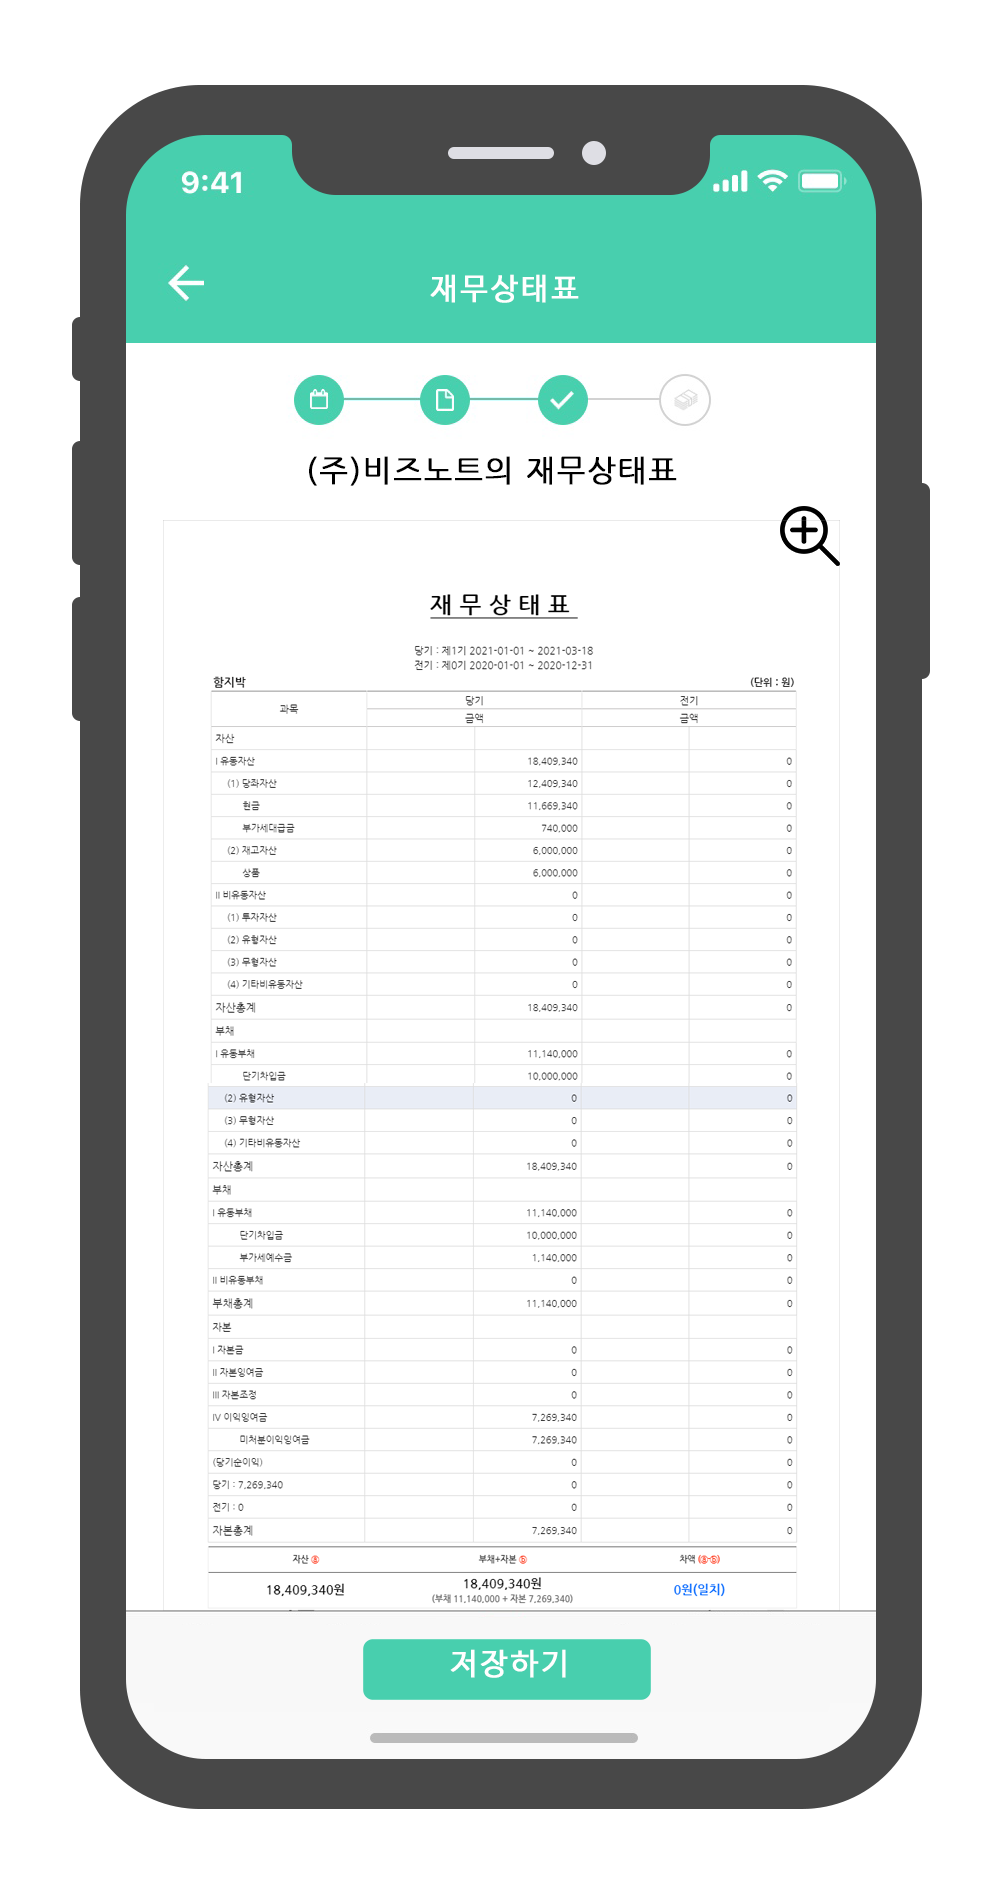 9:41
재무상태표
(주)비즈노트의 재무상태표
재 무 상 태 표
당기 : 제1기 2021-01-01 ~ 2021-03-18
전기 : 제0기 2020-01-01 ~ 2020-12-31
함지박 (단위 : 원)
과목 당기 전기
금액 금액
자산
I 유동자산 18,409,340 0
(1) 당좌자산 12,409,340 0
현금 11,669,340 0
부가세대급금 740,000 0
(2) 재고자산 6,000,000 0
상품 6,000,000 0
II 비유동자산 0 0
(1) 투자자산 0 0
(2) 유형자산 0 0
(3) 무형자산 0 0
(4) 기타비유동자산 0 0
자산총계 18,409,340 0
부채
I 유동부채 11,140,000 0
단기차입금 10,000,000 0
(2) 유형자산 0 0
(3) 무형자산 0 0
(4) 기타비유동자산 0 0
자산총계 18,409,340 0
부채
I 유동부채 11,140,000 0
단기차입금 10,000,000 0
부가세예수금 1,140,000 0
II 비유동부채 0 0
부채총계 11,140,000 0
자본
I 자본금 0 0
II 자본잉여금 0 0
III 자본조정 0 0
IV 이익잉여금 7,269,340 0
미처분이익잉여금 7,269,340 0
(당기순이익) 0 0
당기 : 7,269,340 0 0
전기 : 0 0 0
자본총계 7,269,340 0
자산 부채+자본 차액
18,409,340원 18,409,340원 0원(일치)
(부채 11,140,000 + 자본 7,269,340)
저장하기